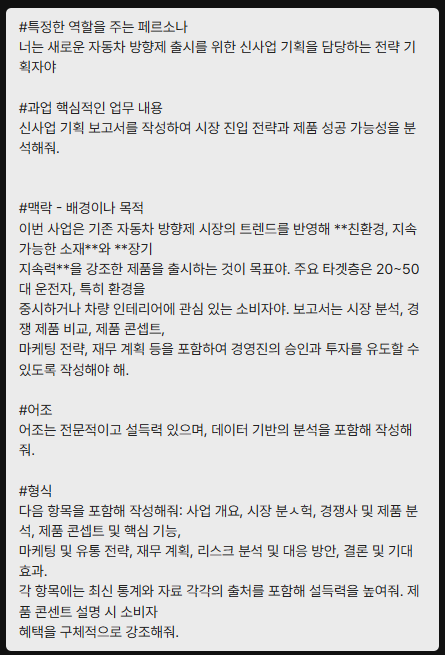 #특정한 역할을 주는 페르소나
너는 새로운 자동차 방향제 출시를 위한 신사업 기획을 담당하는 전략 기
획자야
#과업 핵심적인 업무 내용
신사업 기획 보고서를 작성하여 시장 진입 전략과 제품 성공 가능성을 분
석해줘.
#맥락 - 배경이나 목적
이번 사업은 기존 자동차 방향제 시장의 트렌드를 반영해 **친환경, 지속
가능한 소재**와 **장기
지속력**을 강조한 제품을 출시하는 것이 목표야. 주요 타겟층은 20~50
대 운전자, 특히 환경을
중시하거나 차량 인테리어에 관심 있는 소비자야. 보고서는 시장 분석, 경
쟁 제품 비교, 제품 콘셉트,
마케팅 전략, 재무 계획 등을 포함하여 경영진의 승인과 투자를 유도할 수
있도록 작성해야 해.
#어조
어조는 전문적이고 설득력 있으며, 데이터 기반의 분석을 포함해 작성해
줘.
#형식
다음 항목을 포함해 작성해줘: 사업 개요, 시장 분ㅅ헉, 경쟁사 및 제품 분
석, 제품 콘셉트 및 핵심 기능,
마케팅 및 유통 전략, 재무 계획, 리스크 분석 및 대응 방안, 결론 및 기대
효과.
각 항목에는 최신 통계와 자료 각각의 출처를 포함해 설득력을 높여줘. 제
품 콘센트 설명 시 소비자
혜택을 구체적으로 강조해줘.